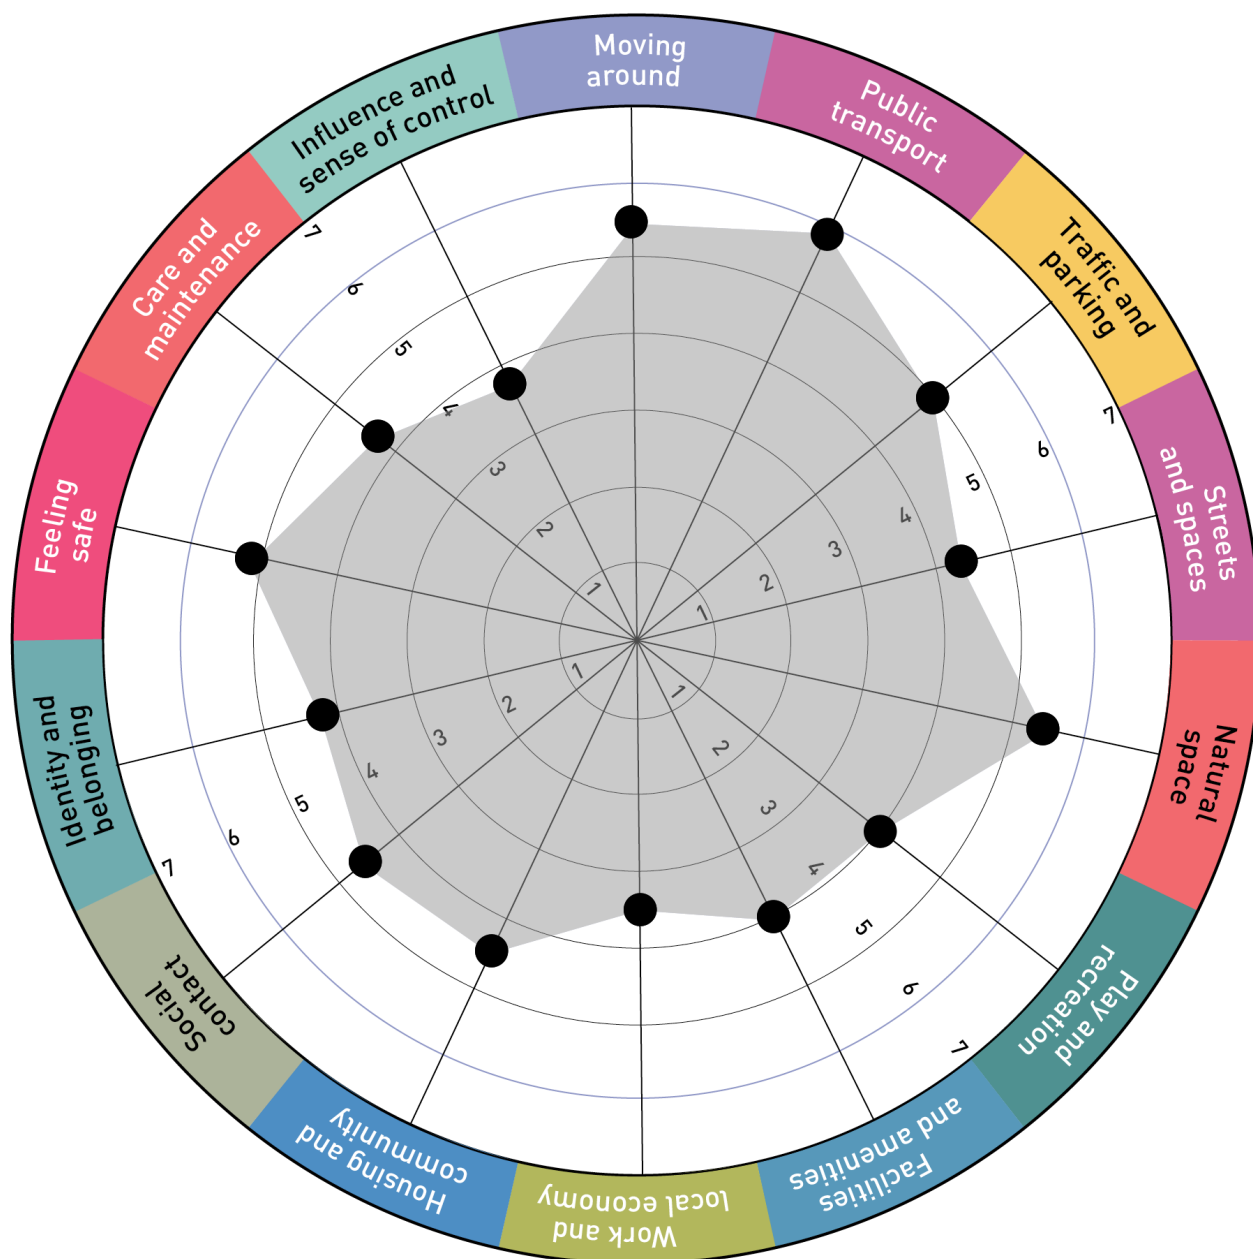 Moving
around
Public
transport
Traffic and
parking
Streets
and spaces
Natural
space
Play and
recreation
Facilities
and amenities
Work and
local economy
Housing and
community
Social
contact
Identity and
belonging
Feeling
safe
Care and
maintenance
Influence and
sense of control
7
6
5
4
3
2
1
7
6
5
4
3
2
1
1
2
3
4
5
6
7
1
2
3
4
5
6
7